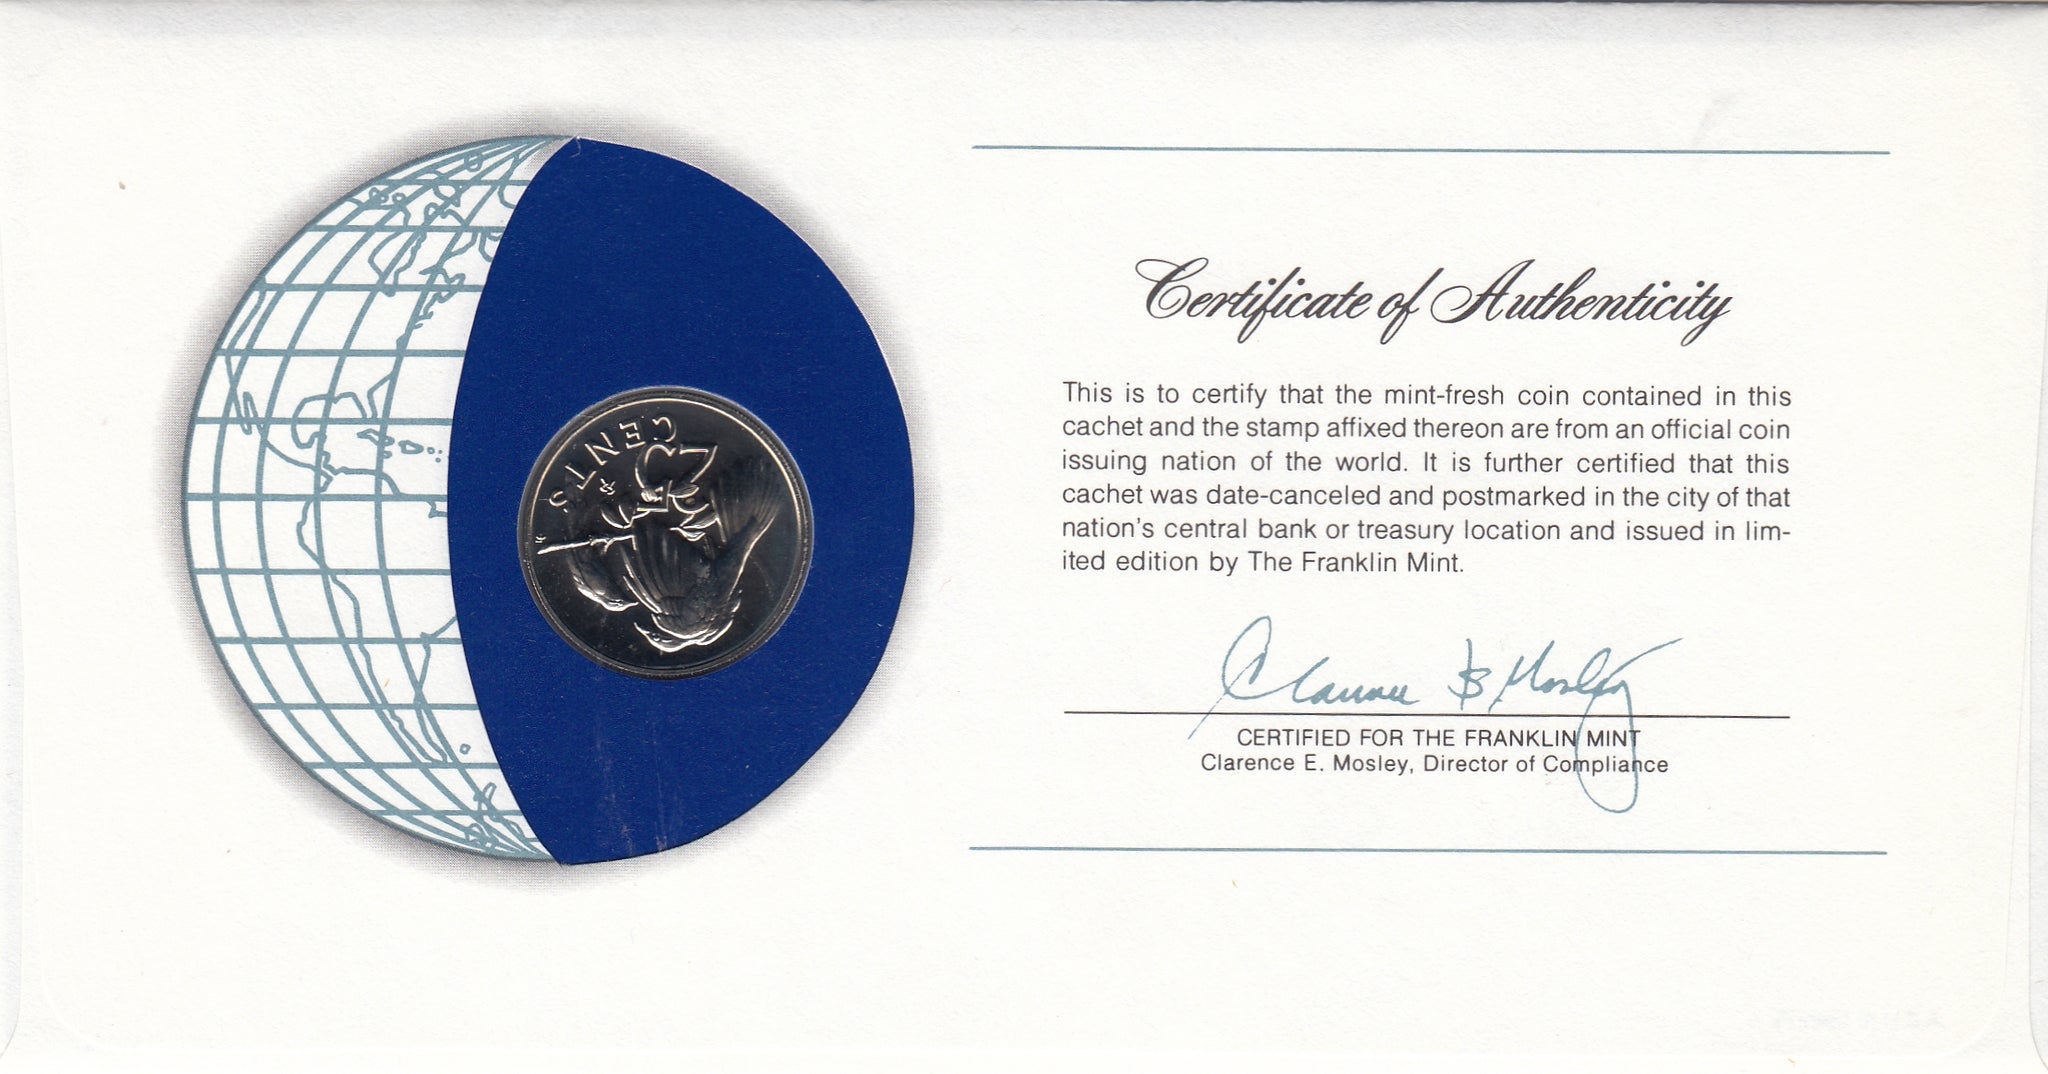 25
CENTS
Certificate of Authenticity
This is to certify that the mint-fresh coin contained in this
cachet and the stamp affixed thereon are from an official coin
issuing nation of the world. It is further certified that this
cachet was date-canceled and postmarked in the city of that
nation's central bank or treasury location and issued in lim-
ited edition by The Franklin Mint.
Clarence E Mosley
CERTIFIED FOR THE FRANKLIN MINT
Clarence E. Mosley, Director of Compliance